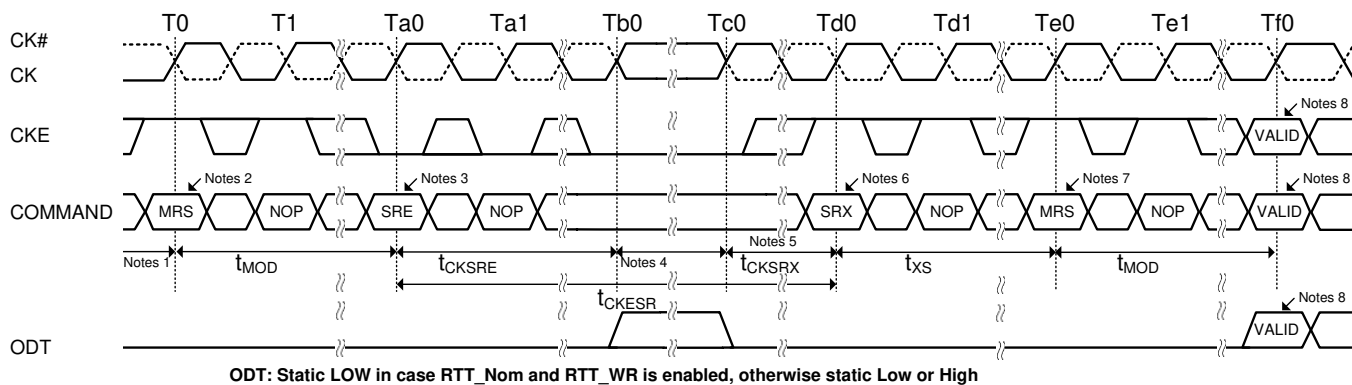 T0 T1 Ta0 Ta1 Tb0 Tc0 Td0 Td1 Te0 Te1 Tf0
CK#
CK
Notes 8
CKE VALID
Notes 2 Notes 3 Notes 6 Notes 7 Notes 8
COMMAND MRS NOP SRE NOP SRX NOP MRS NOP VALID
Notes 1 tMOD tCKSRE Notes 4 Notes 5 tCKSRX tXS tMOD
tCKESR
Notes 8
VALID
ODT
ODT: Static LOW in case RTT_Nom and RTT_WR is enabled, otherwise static Low or High